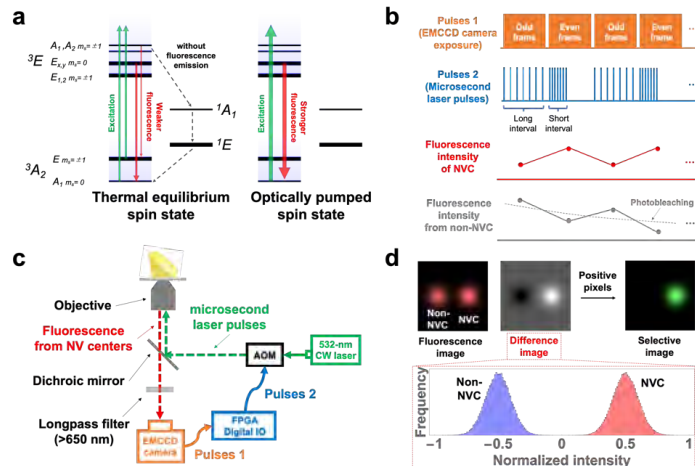 a
A₁,A₂ mₛ= ±1
³E
Eₓ,ᵧ mₛ= 0
E₁,₂ mₛ= ±1
without
fluorescence
emission
Excitation
Weaker
fluorescence
Excitation
Stronger
fluorescence
¹A₁
¹E
E mₛ= ±1
³A₂
A₁ mₛ= 0
Thermal equilibrium
spin state
Optically pumped
spin state
b
Pulses 1
(EMCCD camera
exposure)
Odd
frame
Even
frame
Odd
frame
Even
frame
...
Pulses 2
(Microsecond
laser pulses)
...
Long
interval
Short
interval
Fluorescence
intensity
of NVC
...
Fluorescence
intensity
from non-NVC
Photobleaching
...
c
Objective
Fluorescence
from NV centers
microsecond
laser pulses
Dichroic mirror
AOM
532-nm
CW laser
Longpass filter
(>650 nm)
Pulses 2
FPGA
Digital IO
EMCCD
camera
Pulses 1
d
Non-
NVC
NVC
Positive
pixels
Fluorescence
image
Difference
image
Selective
image
Frequency
Non-
NVC
NVC
−1 −0.5 0 0.5 1
Normalized intensity